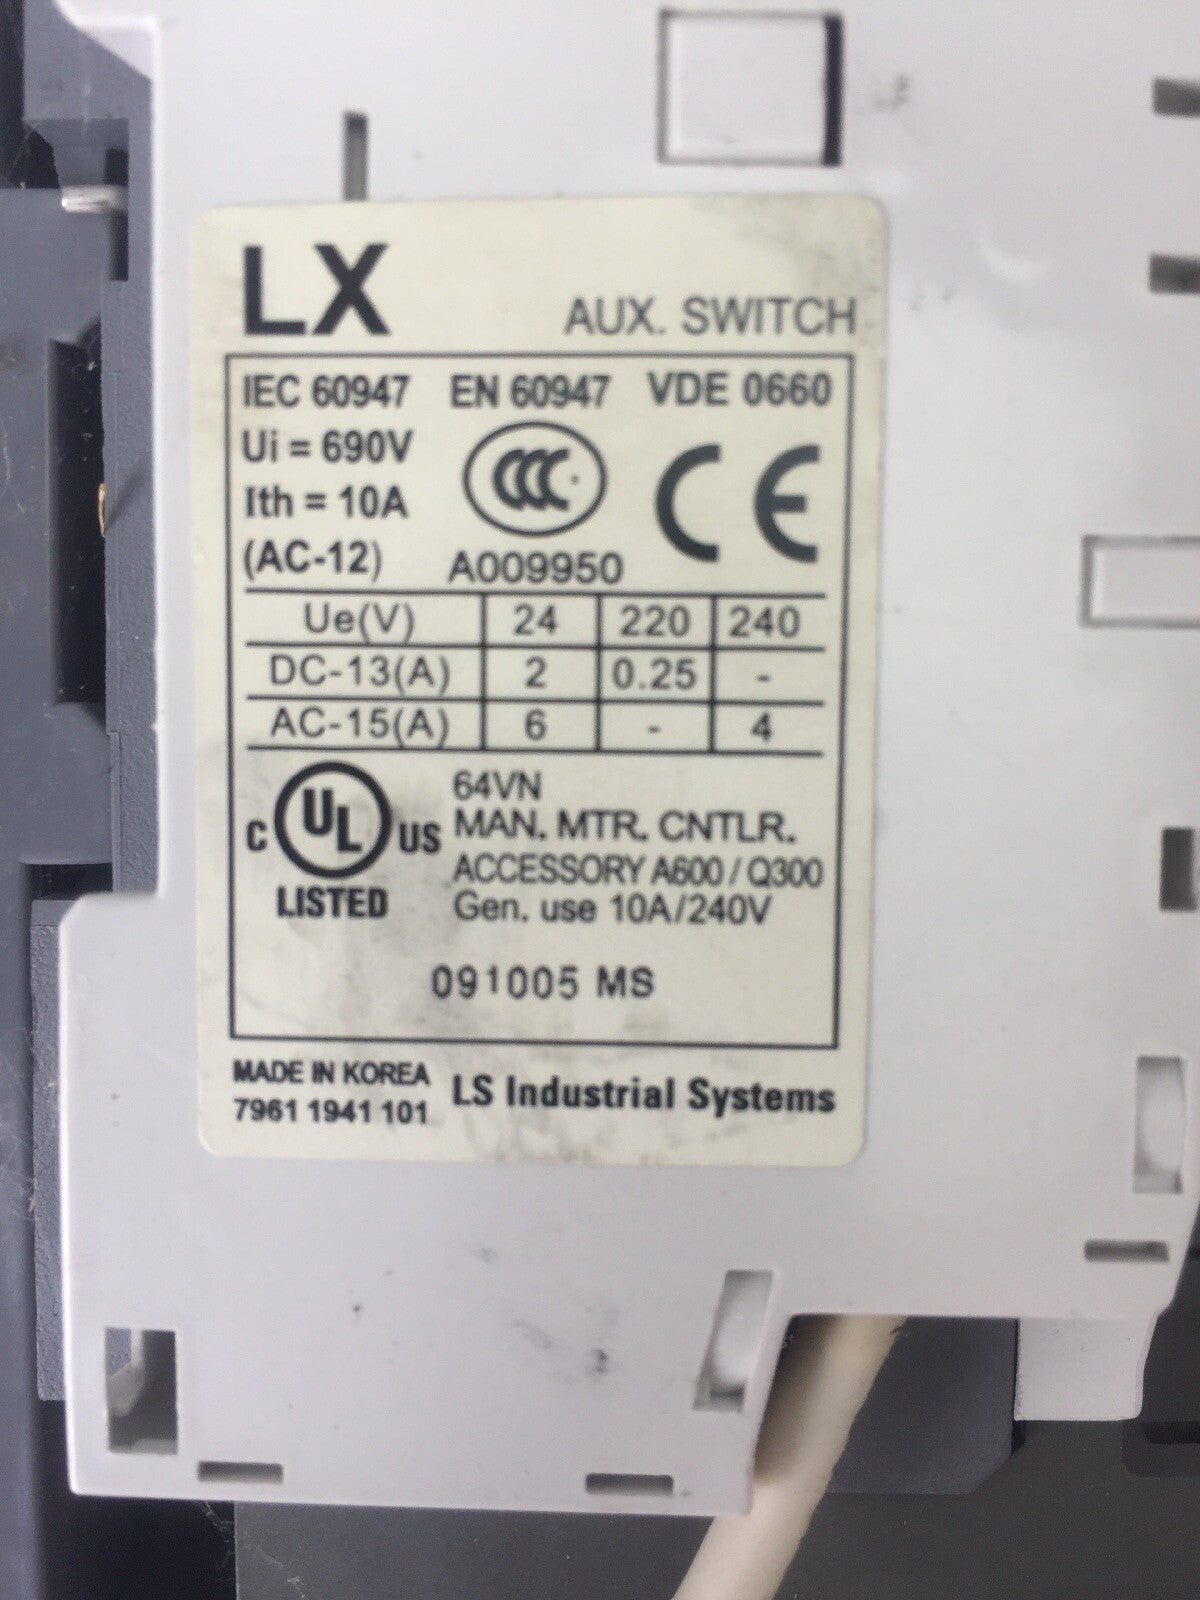 LX AUX. SWITCH
IEC 60947 EN 60947 VDE 0660
Ui = 690V
Ith = 10A
(AC-12)
CCC
CE
A009950
Ue(V) 24 220 240
DC-13(A) 2 0.25 -
AC-15(A) 6 - 4
C UL US
LISTED
64VN
MAN. MTR. CNTLR.
ACCESSORY A600 / Q300
Gen. use 10A/240V
091005 MS
MADE IN KOREA
7961 1941 101
LS Industrial Systems